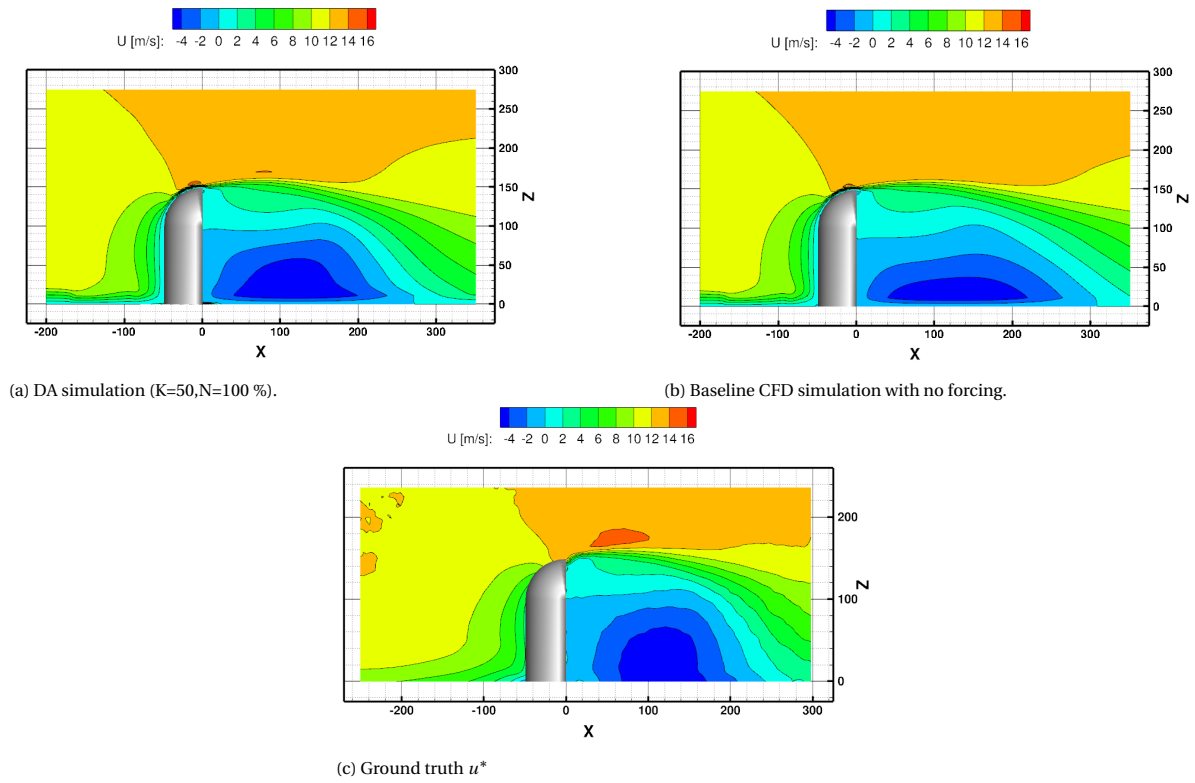 U [m/s]: -4 -2 0 2 4 6 8 10 12 14 16
U [m/s]: -4 -2 0 2 4 6 8 10 12 14 16
300
250
200
150
100
50
0
Z
-200 -100 0 100 200 300
X
300
250
200
150
100
50
0
Z
-200 -100 0 100 200 300
X
(a) DA simulation (K=50,N=100 %).
(b) Baseline CFD simulation with no forcing.
U [m/s]: -4 -2 0 2 4 6 8 10 12 14 16
200
100
0
Z
-200 -100 0 100 200 300
X
(c) Ground truth u*